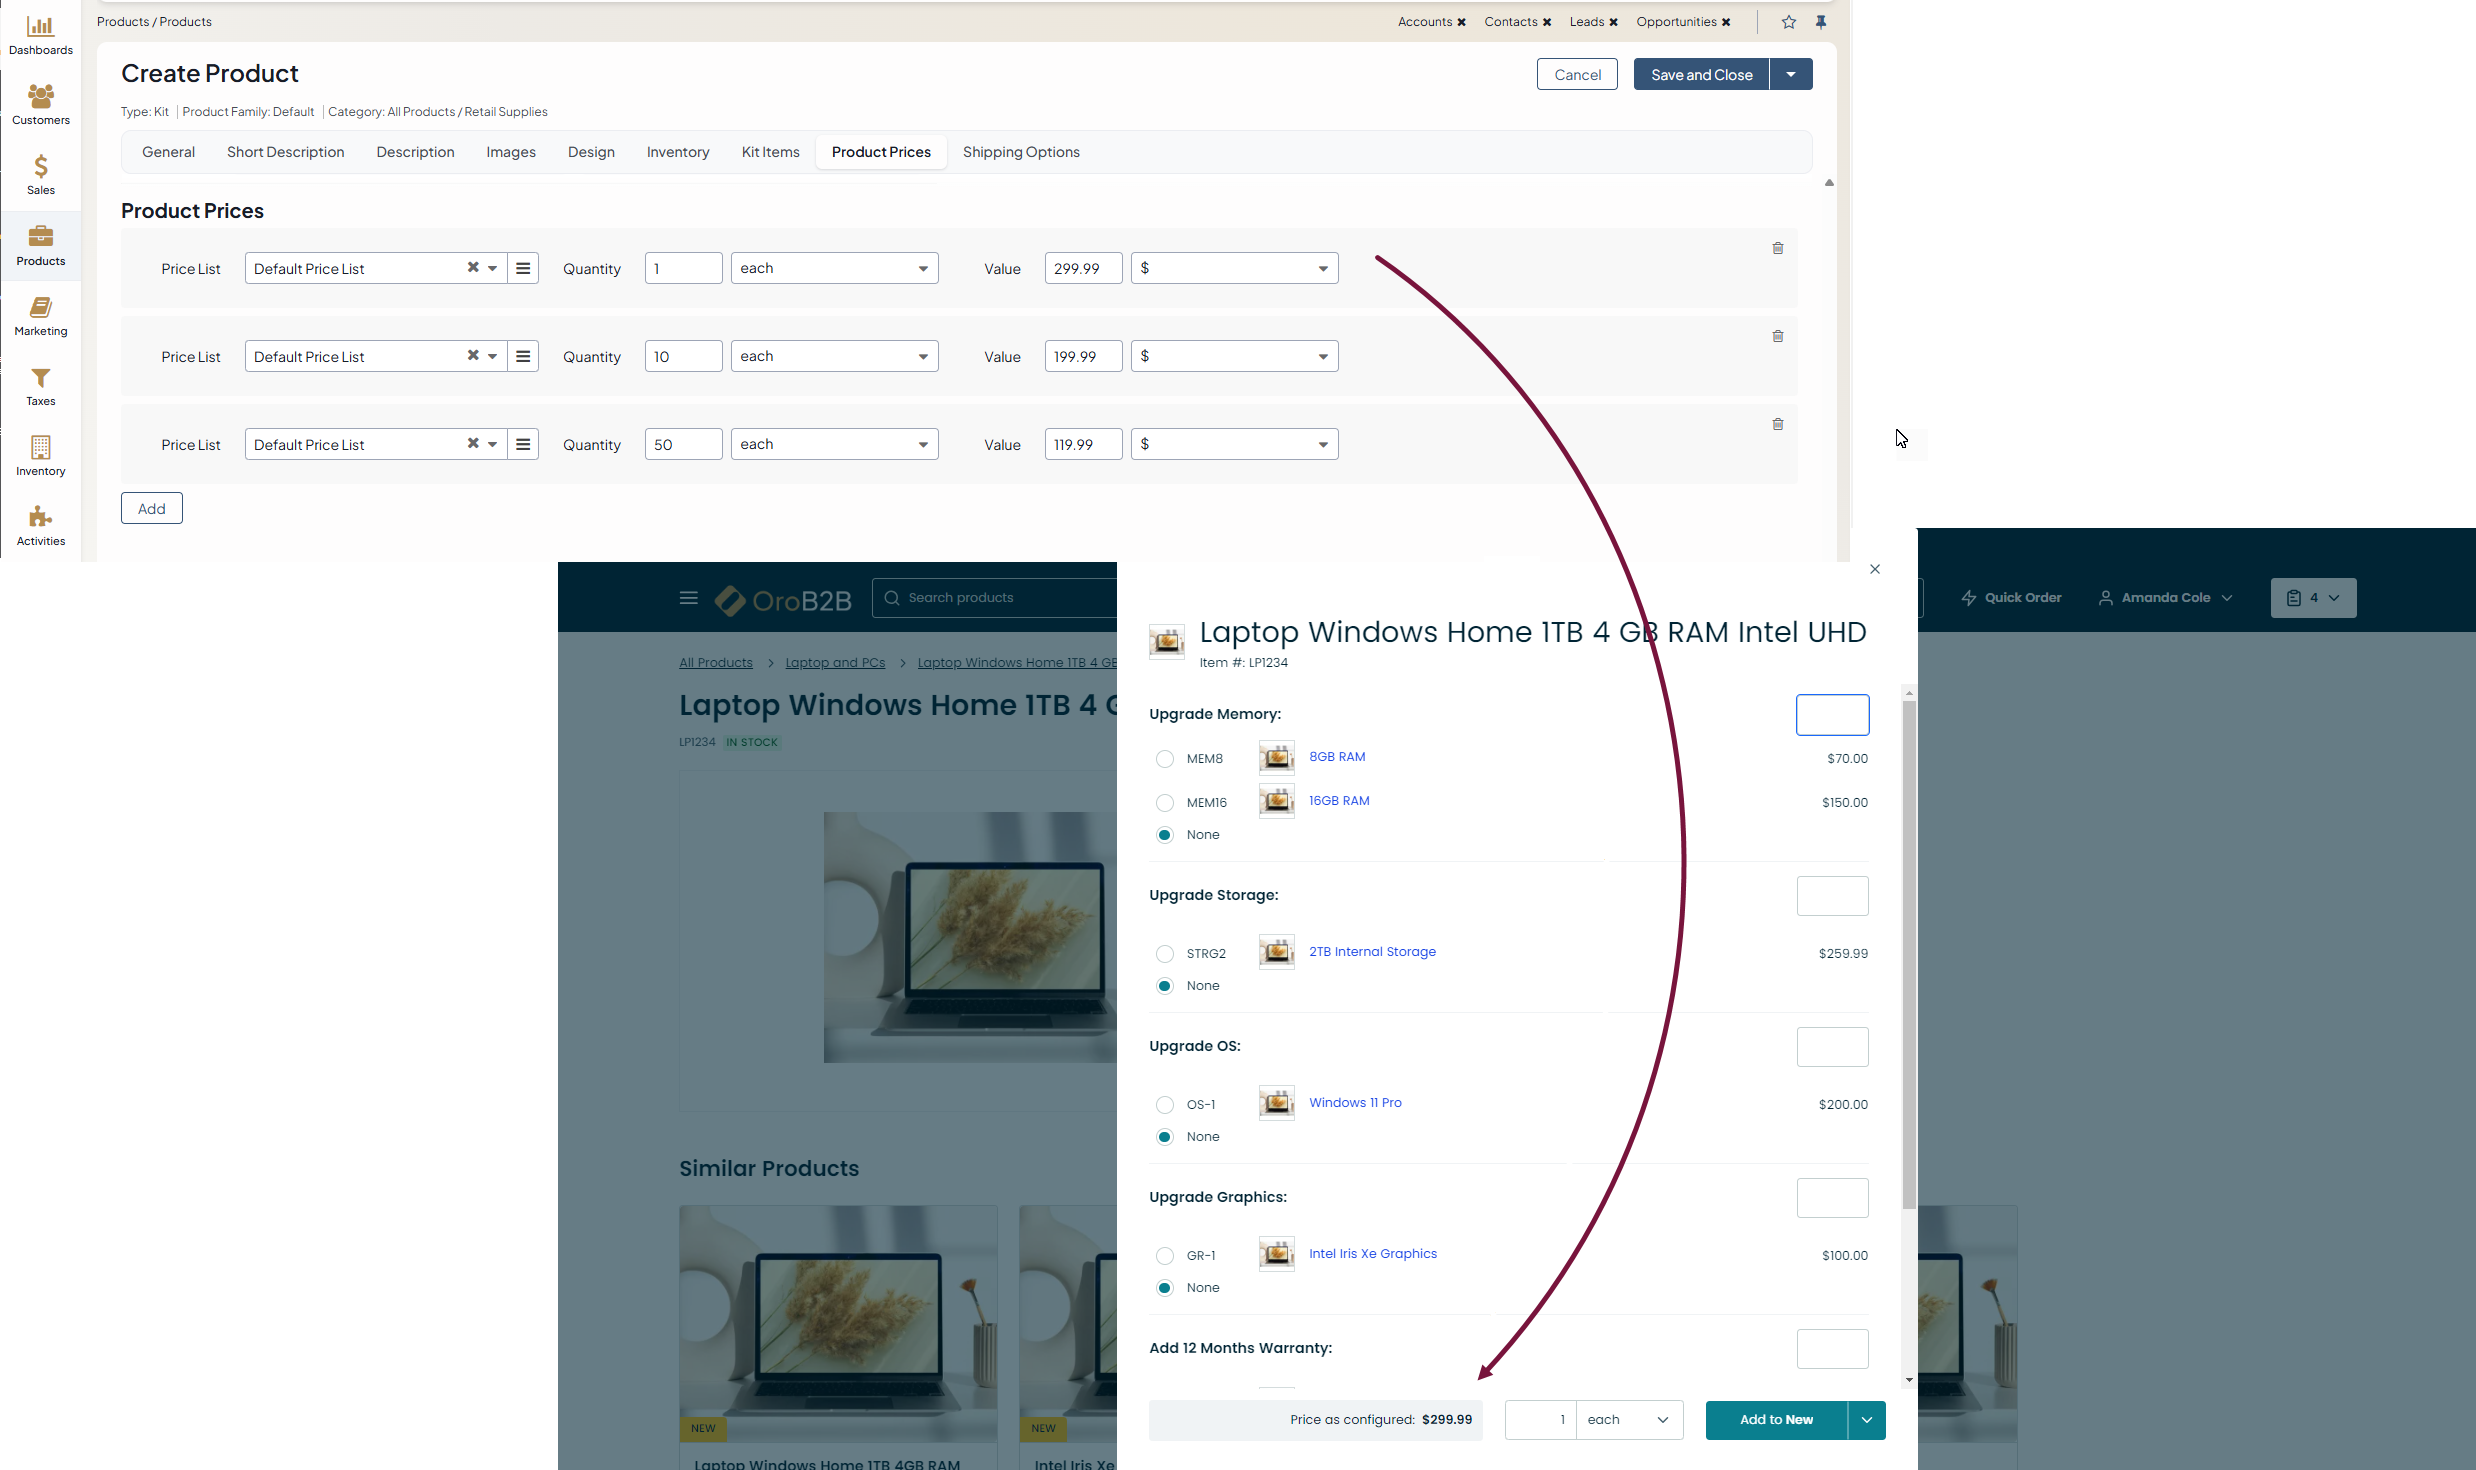 Products / Products
Accounts ✖ Contacts ✖ Leads ✖ Opportunities ✖
Dashboards
Customers
Sales
Products
Marketing
Taxes
Inventory
Activities
Create Product
Cancel
Save and Close
Type: Kit | Product Family: Default | Category: All Products / Retail Supplies
General Short Description Description Images Design Inventory Kit Items Product Prices Shipping Options
Product Prices
Price List Default Price List Quantity 1 each Value 299.99 $
Price List Default Price List Quantity 10 each Value 199.99 $
Price List Default Price List Quantity 50 each Value 119.99 $
Add
OroB2B Search products
Quick Order Amanda Cole 4
All Products > Laptop and PCs > Laptop Windows Home 1TB 4 GE
Laptop Windows Home 1TB 4 G
LP1234 IN STOCK
Similar Products
NEW
Laptop Windows Home 1TB 4GB RAM
NEW
Intel Iris Xe
Laptop Windows Home 1TB 4 GB RAM Intel UHD
Item #: LP1234
Upgrade Memory:
MEM8 8GB RAM $70.00
MEM16 16GB RAM $150.00
None
Upgrade Storage:
STRG2 2TB Internal Storage $259.99
None
Upgrade OS:
OS-1 Windows 11 Pro $200.00
None
Upgrade Graphics:
GR-1 Intel Iris Xe Graphics $100.00
None
Add 12 Months Warranty:
Price as configured: $299.99 1 each Add to New